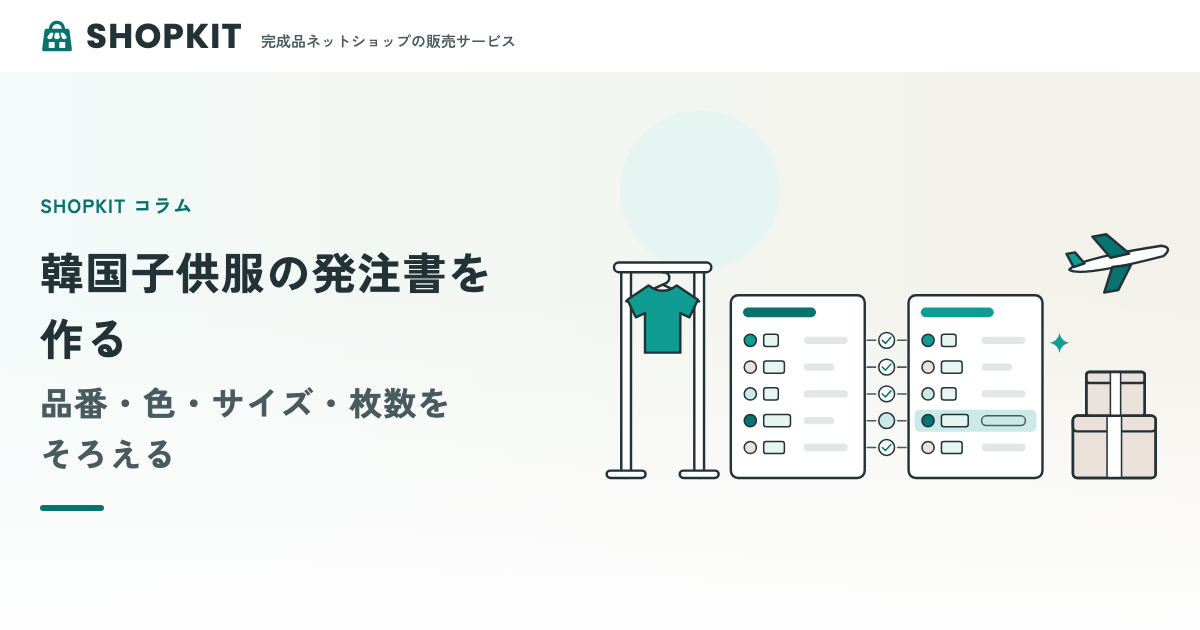 SHOPKIT 完成品ネットショップの販売サービス
SHOPKIT コラム
韓国子供服の発注書を
作る
品番・色・サイズ・枚数を
そろえる